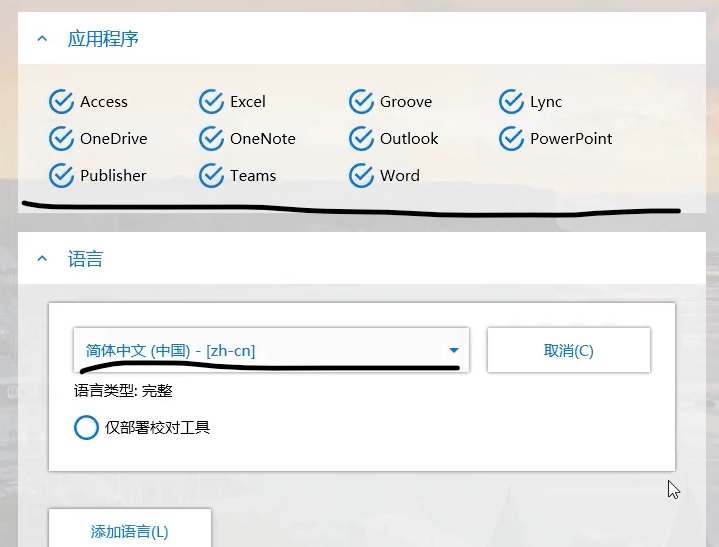 应用程序
Access Excel Groove Lync
OneDrive OneNote Outlook PowerPoint
Publisher Teams Word
语言
简体中文 (中国) - [zh-cn] 取消(C)
语言类型: 完整
仅部署校对工具
添加语言(L)